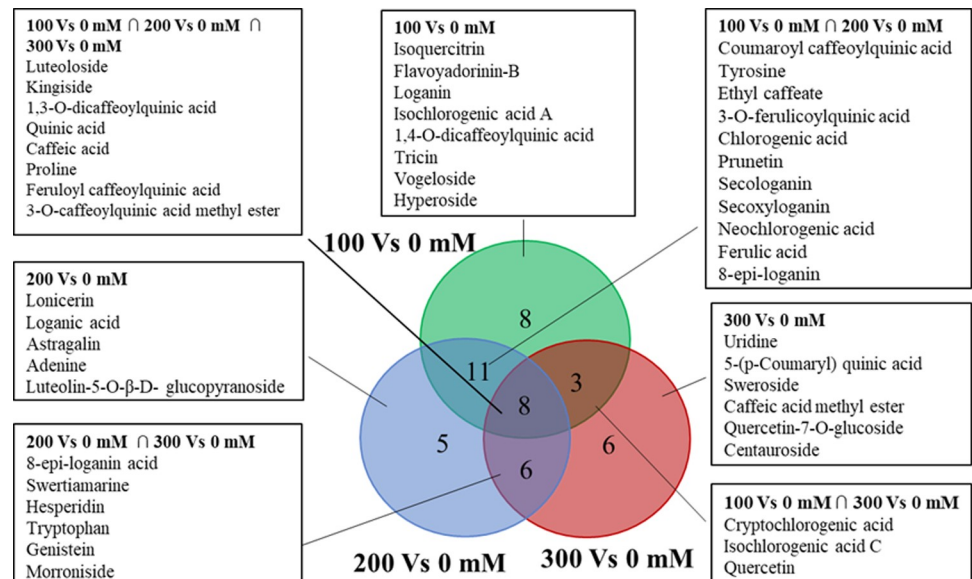 100 Vs 0 mM ∩ 200 Vs 0 mM ∩
300 Vs 0 mM
Luteoloside
Kingiside
1,3-O-dicaffeoylquinic acid
Quinic acid
Caffeic acid
Proline
Feruloyl caffeoylquinic acid
3-O-caffeoylquinic acid methyl ester
100 Vs 0 mM
Isoquercitrin
Flavoyadorinin-B
Loganin
Isochlorogenic acid A
1,4-O-dicaffeoylquinic acid
Tricin
Vogeloside
Hyperoside
100 Vs 0 mM ∩ 200 Vs 0 mM
Coumaroyl caffeoylquinic acid
Tyrosine
Ethyl caffeate
3-O-ferulicoylquinic acid
Chlorogenic acid
Prunetin
Secologanin
Secoxyloganin
Neochlorogenic acid
Ferulic acid
8-epi-loganin
200 Vs 0 mM
Lonicerin
Loganic acid
Astragalin
Adenine
Luteolin-5-O-β-D- glucopyranoside
200 Vs 0 mM ∩ 300 Vs 0 mM
8-epi-loganin acid
Swertiamarine
Hesperidin
Tryptophan
Genistein
Morroniside
100 Vs 0 mM
8
11
3
8
5
6
6
200 Vs 0 mM
300 Vs 0 mM
300 Vs 0 mM
Uridine
5-(p-Coumaryl) quinic acid
Sweroside
Caffeic acid methyl ester
Quercetin-7-O-glucoside
Centauroside
100 Vs 0 mM ∩ 300 Vs 0 mM
Cryptochlorogenic acid
Isochlorogenic acid C
Quercetin